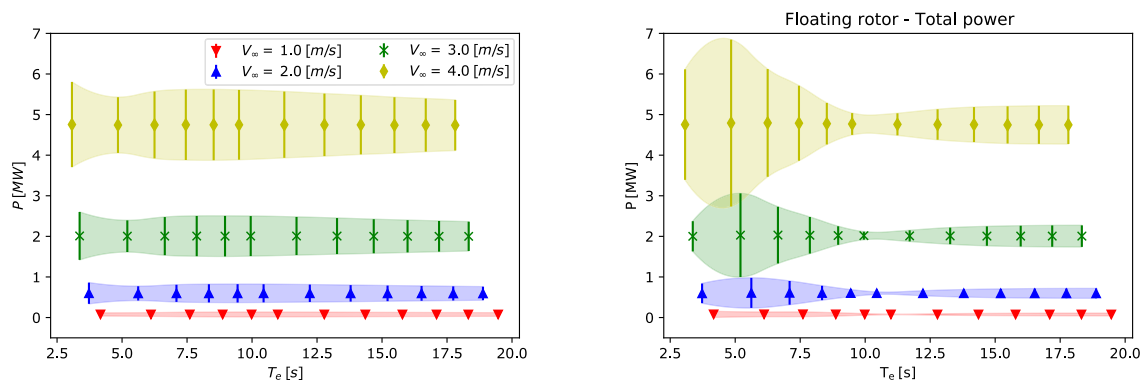 7
6
5
4
3
2
1
0
P [MW]
V∞ = 1.0 [m/s]
V∞ = 2.0 [m/s]
V∞ = 3.0 [m/s]
V∞ = 4.0 [m/s]
2.5 5.0 7.5 10.0 12.5 15.0 17.5 20.0
T_e [s]
Floating rotor - Total power
7
6
5
4
3
2
1
0
P [MW]
2.5 5.0 7.5 10.0 12.5 15.0 17.5 20.0
T_e [s]